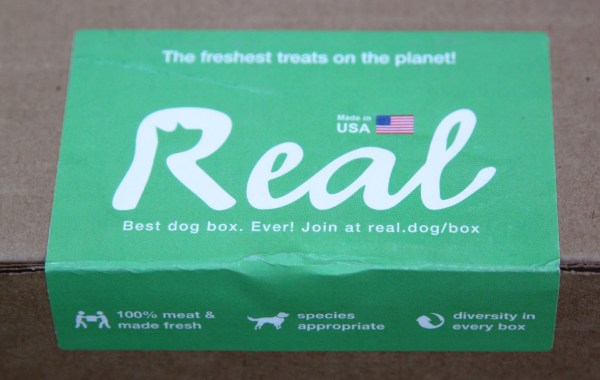 The freshest treats on the planet!
Made in
USA
Real
Best dog box. Ever! Join at real.dog/box
100% meat &
made fresh
species
appropriate
diversity in
every box